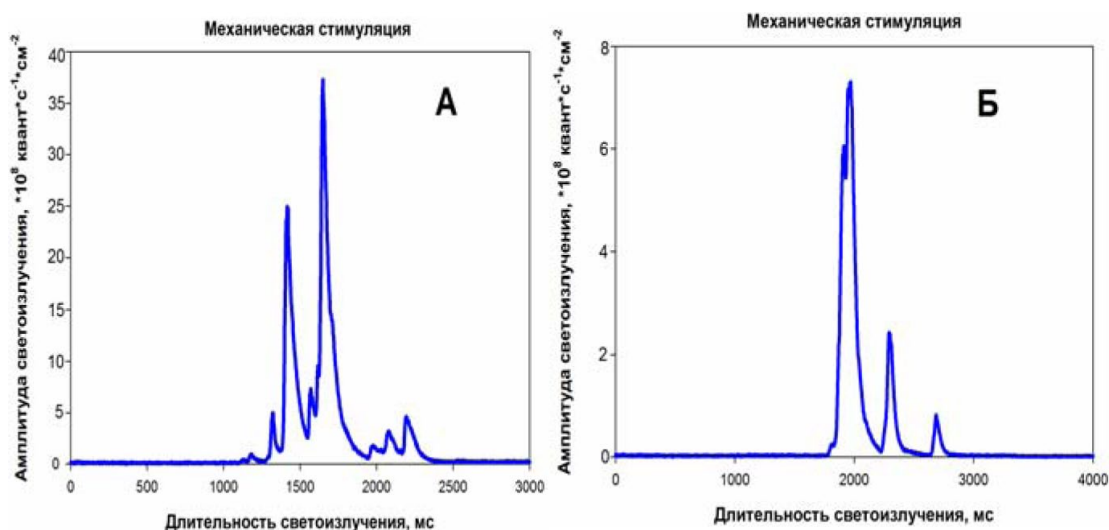 Механическая стимуляция
Амплитуда светоизлучения, *10⁸ квант*с⁻¹*см⁻²
40
35
30
25
20
15
10
5
0
А
0 500 1000 1500 2000 2500 3000
Длительность светоизлучения, мс
Механическая стимуляция
Амплитуда светоизлучения, *10⁸ квант*с⁻¹*см⁻²
8
6
4
2
0
Б
0 1000 2000 3000 4000
Длительность светоизлучения, мс